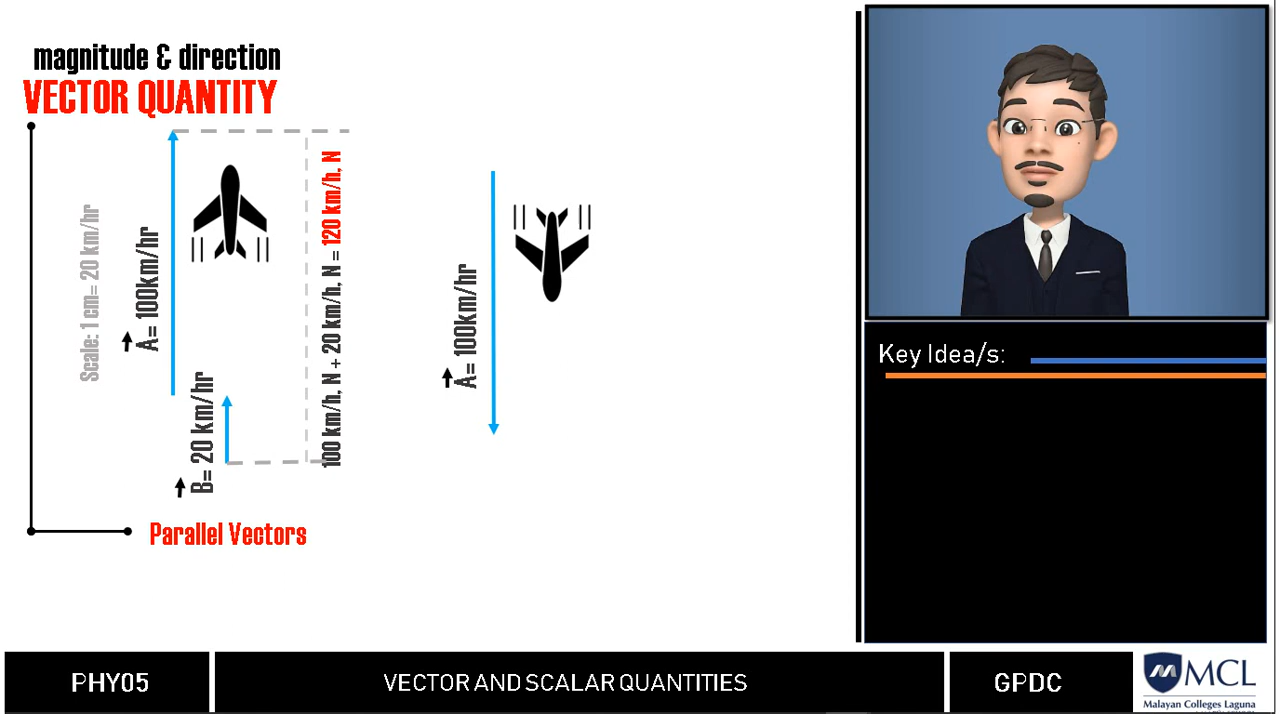 magnitude & direction
VECTOR QUANTITY
Scale: 1 cm= 20 km/hr
A= 100km/hr
B= 20 km/hr
100 km/h, N + 20 km/h, N = 120 km/h, N
A= 100km/hr
Parallel Vectors
Key Idea/s:
PHY05
VECTOR AND SCALAR QUANTITIES
GPDC
MCL
Malayan Colleges Laguna